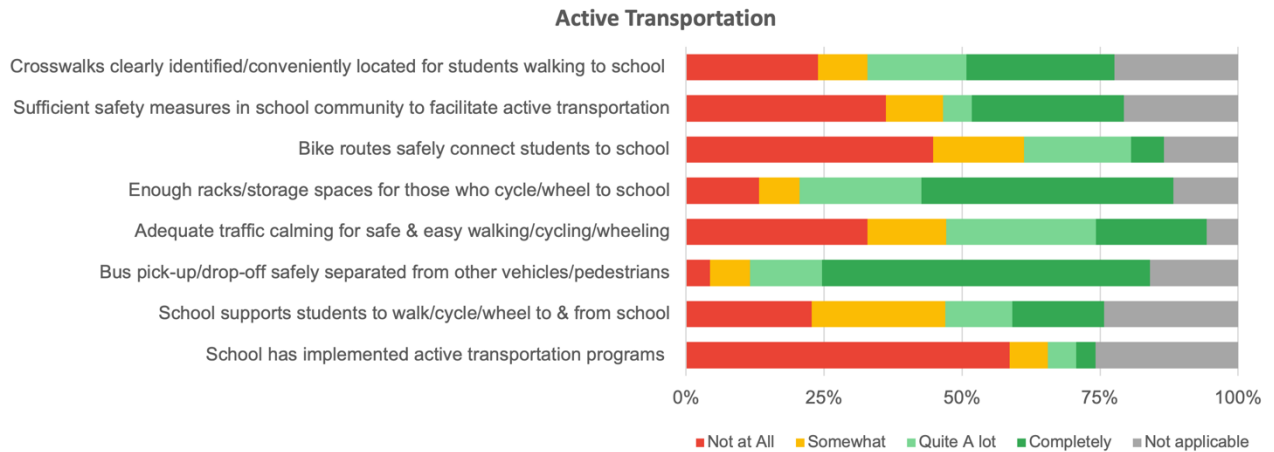 Active Transportation
Crosswalks clearly identified/conveniently located for students walking to school
Sufficient safety measures in school community to facilitate active transportation
Bike routes safely connect students to school
Enough racks/storage spaces for those who cycle/wheel to school
Adequate traffic calming for safe & easy walking/cycling/wheeling
Bus pick-up/drop-off safely separated from other vehicles/pedestrians
School supports students to walk/cycle/wheel to & from school
School has implemented active transportation programs
0% 25% 50% 75% 100%
Not at All Somewhat Quite A lot Completely Not applicable